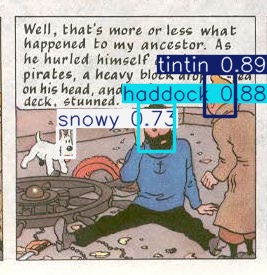 Well, that's more or less what
happened to my ancestor. As
he hurled himself
tintin 0.89
pirates, a heavy block
on his head, and
haddock 0.88
deck, stunned.
snowy 0.73